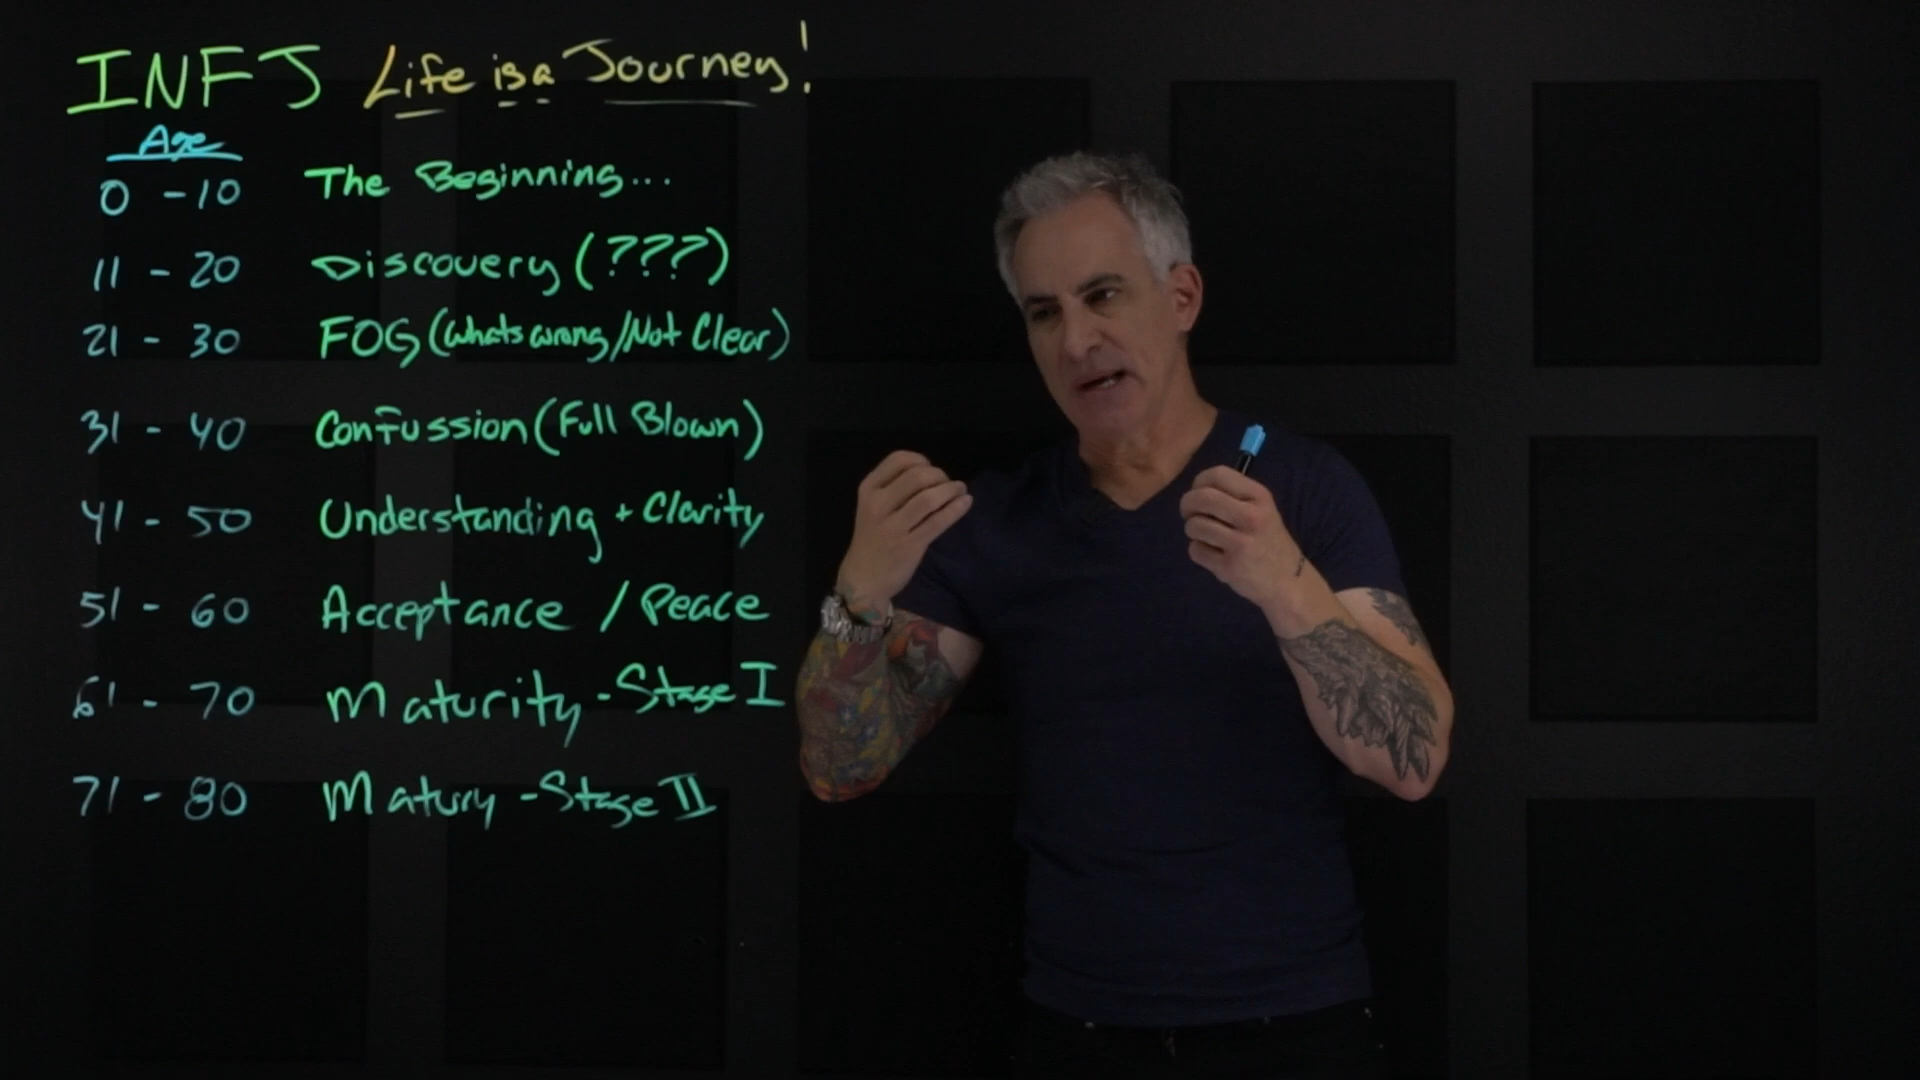 INFJ Life is a Journey!
Age
0 - 10 The Beginning...
11 - 20 Discovery (???)
21 - 30 FOG (Whats wrong/Not Clear)
31 - 40 Confussion (Full Blown)
41 - 50 Understanding + Clarity
51 - 60 Acceptance / Peace
61 - 70 Maturity - Stage I
71 - 80 Matury - Stage II